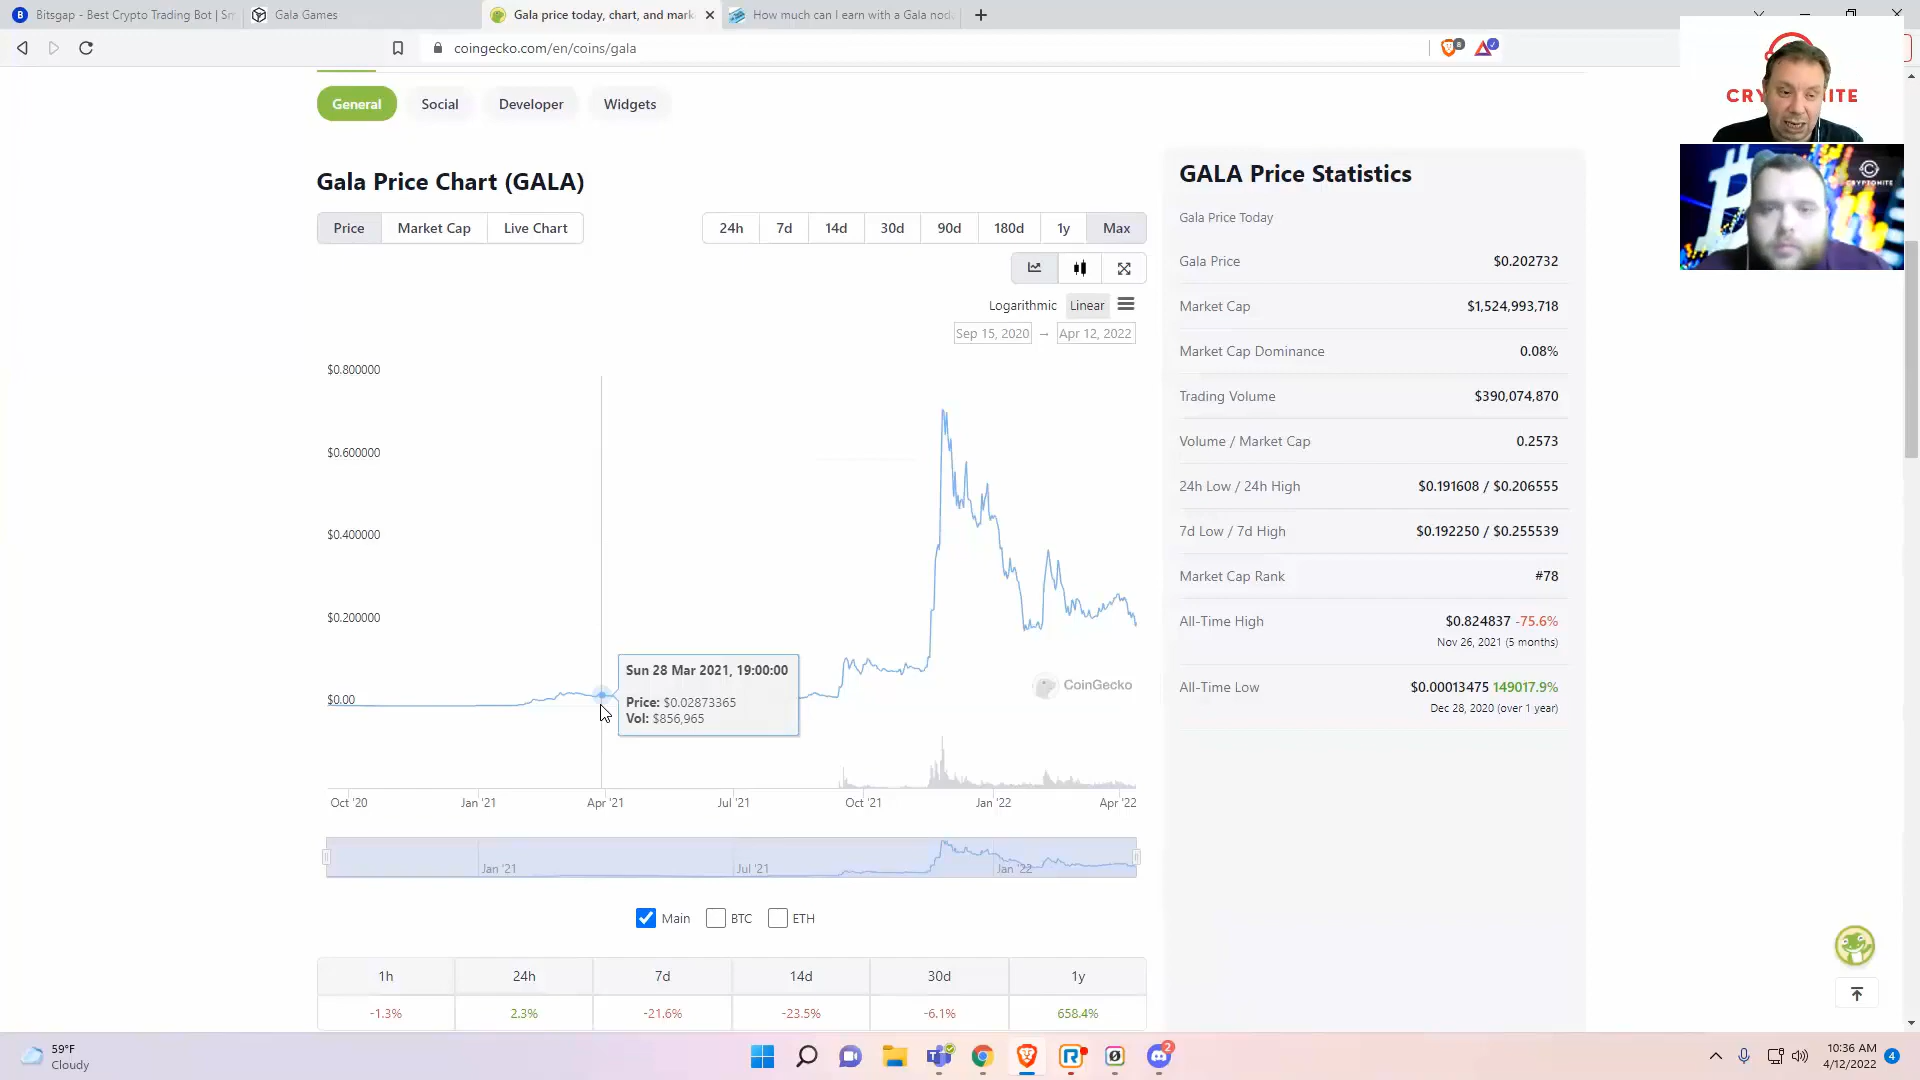 Bitsgap - Best Crypto Trading Bot | Sm
Gala Games
Gala price today, chart, and mark
How much can I earn with a Gala nod
coingecko.com/en/coins/gala
General
Social
Developer
Widgets
CRY
ITE
CRYPTOMITE
Gala Price Chart (GALA)
Price
Market Cap
Live Chart
24h
7d
14d
30d
90d
180d
1y
Max
Logarithmic
Linear
Sep 15, 2020 → Apr 12, 2022
$0.800000
$0.600000
$0.400000
$0.200000
$0.00
Sun 28 Mar 2021, 19:00:00
Price: $0.02873365
Vol: $856,965
CoinGecko
Oct '20
Jan '21
Apr '21
Jul '21
Oct '21
Jan '22
Apr '22
Jan '21
Jul '21
Jan '22
Main
BTC
ETH
1h 24h 7d 14d 30d 1y
-1.3% 2.3% -21.6% -23.5% -6.1% 658.4%
GALA Price Statistics
Gala Price Today
Gala Price $0.202732
Market Cap $1,524,993,718
Market Cap Dominance 0.08%
Trading Volume $390,074,870
Volume / Market Cap 0.2573
24h Low / 24h High $0.191608 / $0.206555
7d Low / 7d High $0.192250 / $0.255539
Market Cap Rank #78
All-Time High $0.824837 -75.6%
Nov 26, 2021 (5 months)
All-Time Low $0.00013475 149017.9%
Dec 28, 2020 (over 1 year)
59°F
Cloudy
2
10:36 AM
4/12/2022
4